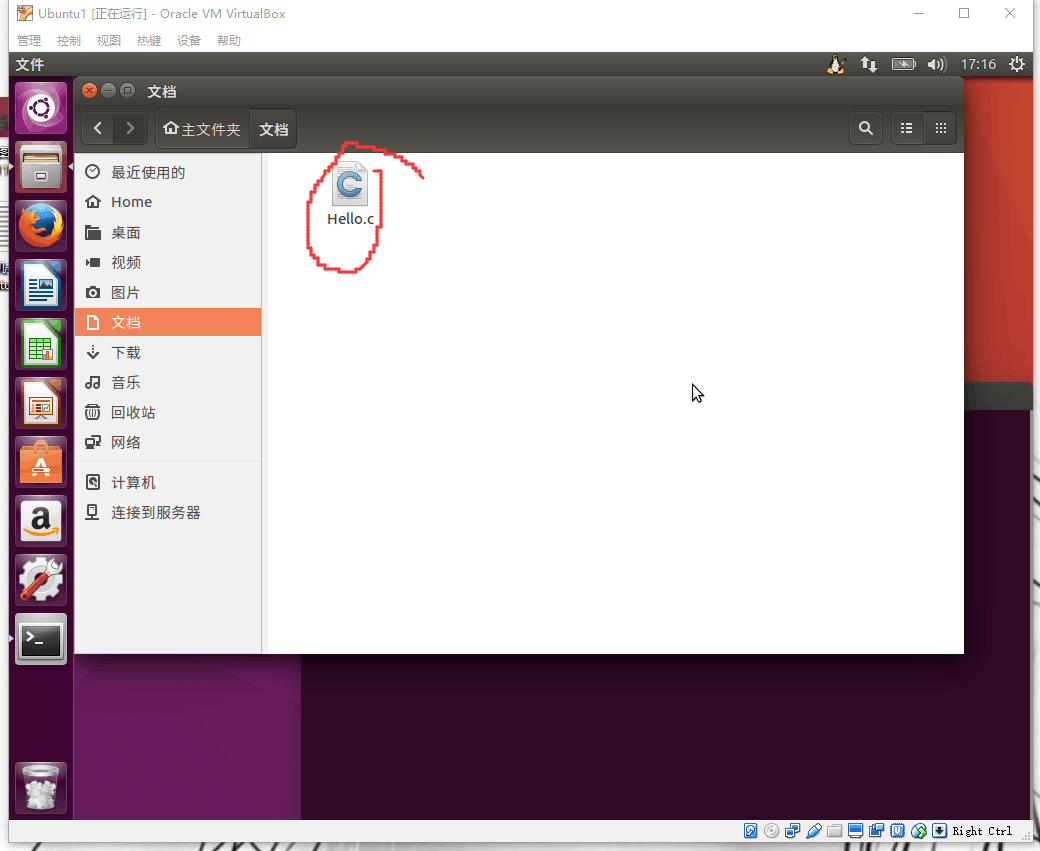 Ubuntu1 [正在运行] - Oracle VM VirtualBox
管理 控制 视图 热键 设备 帮助
文件 17:16
文档
主文件夹 文档
最近使用的
Home
桌面
视频
图片
文档
下载
音乐
回收站
网络
计算机
连接到服务器
Hello.c
Right Ctrl